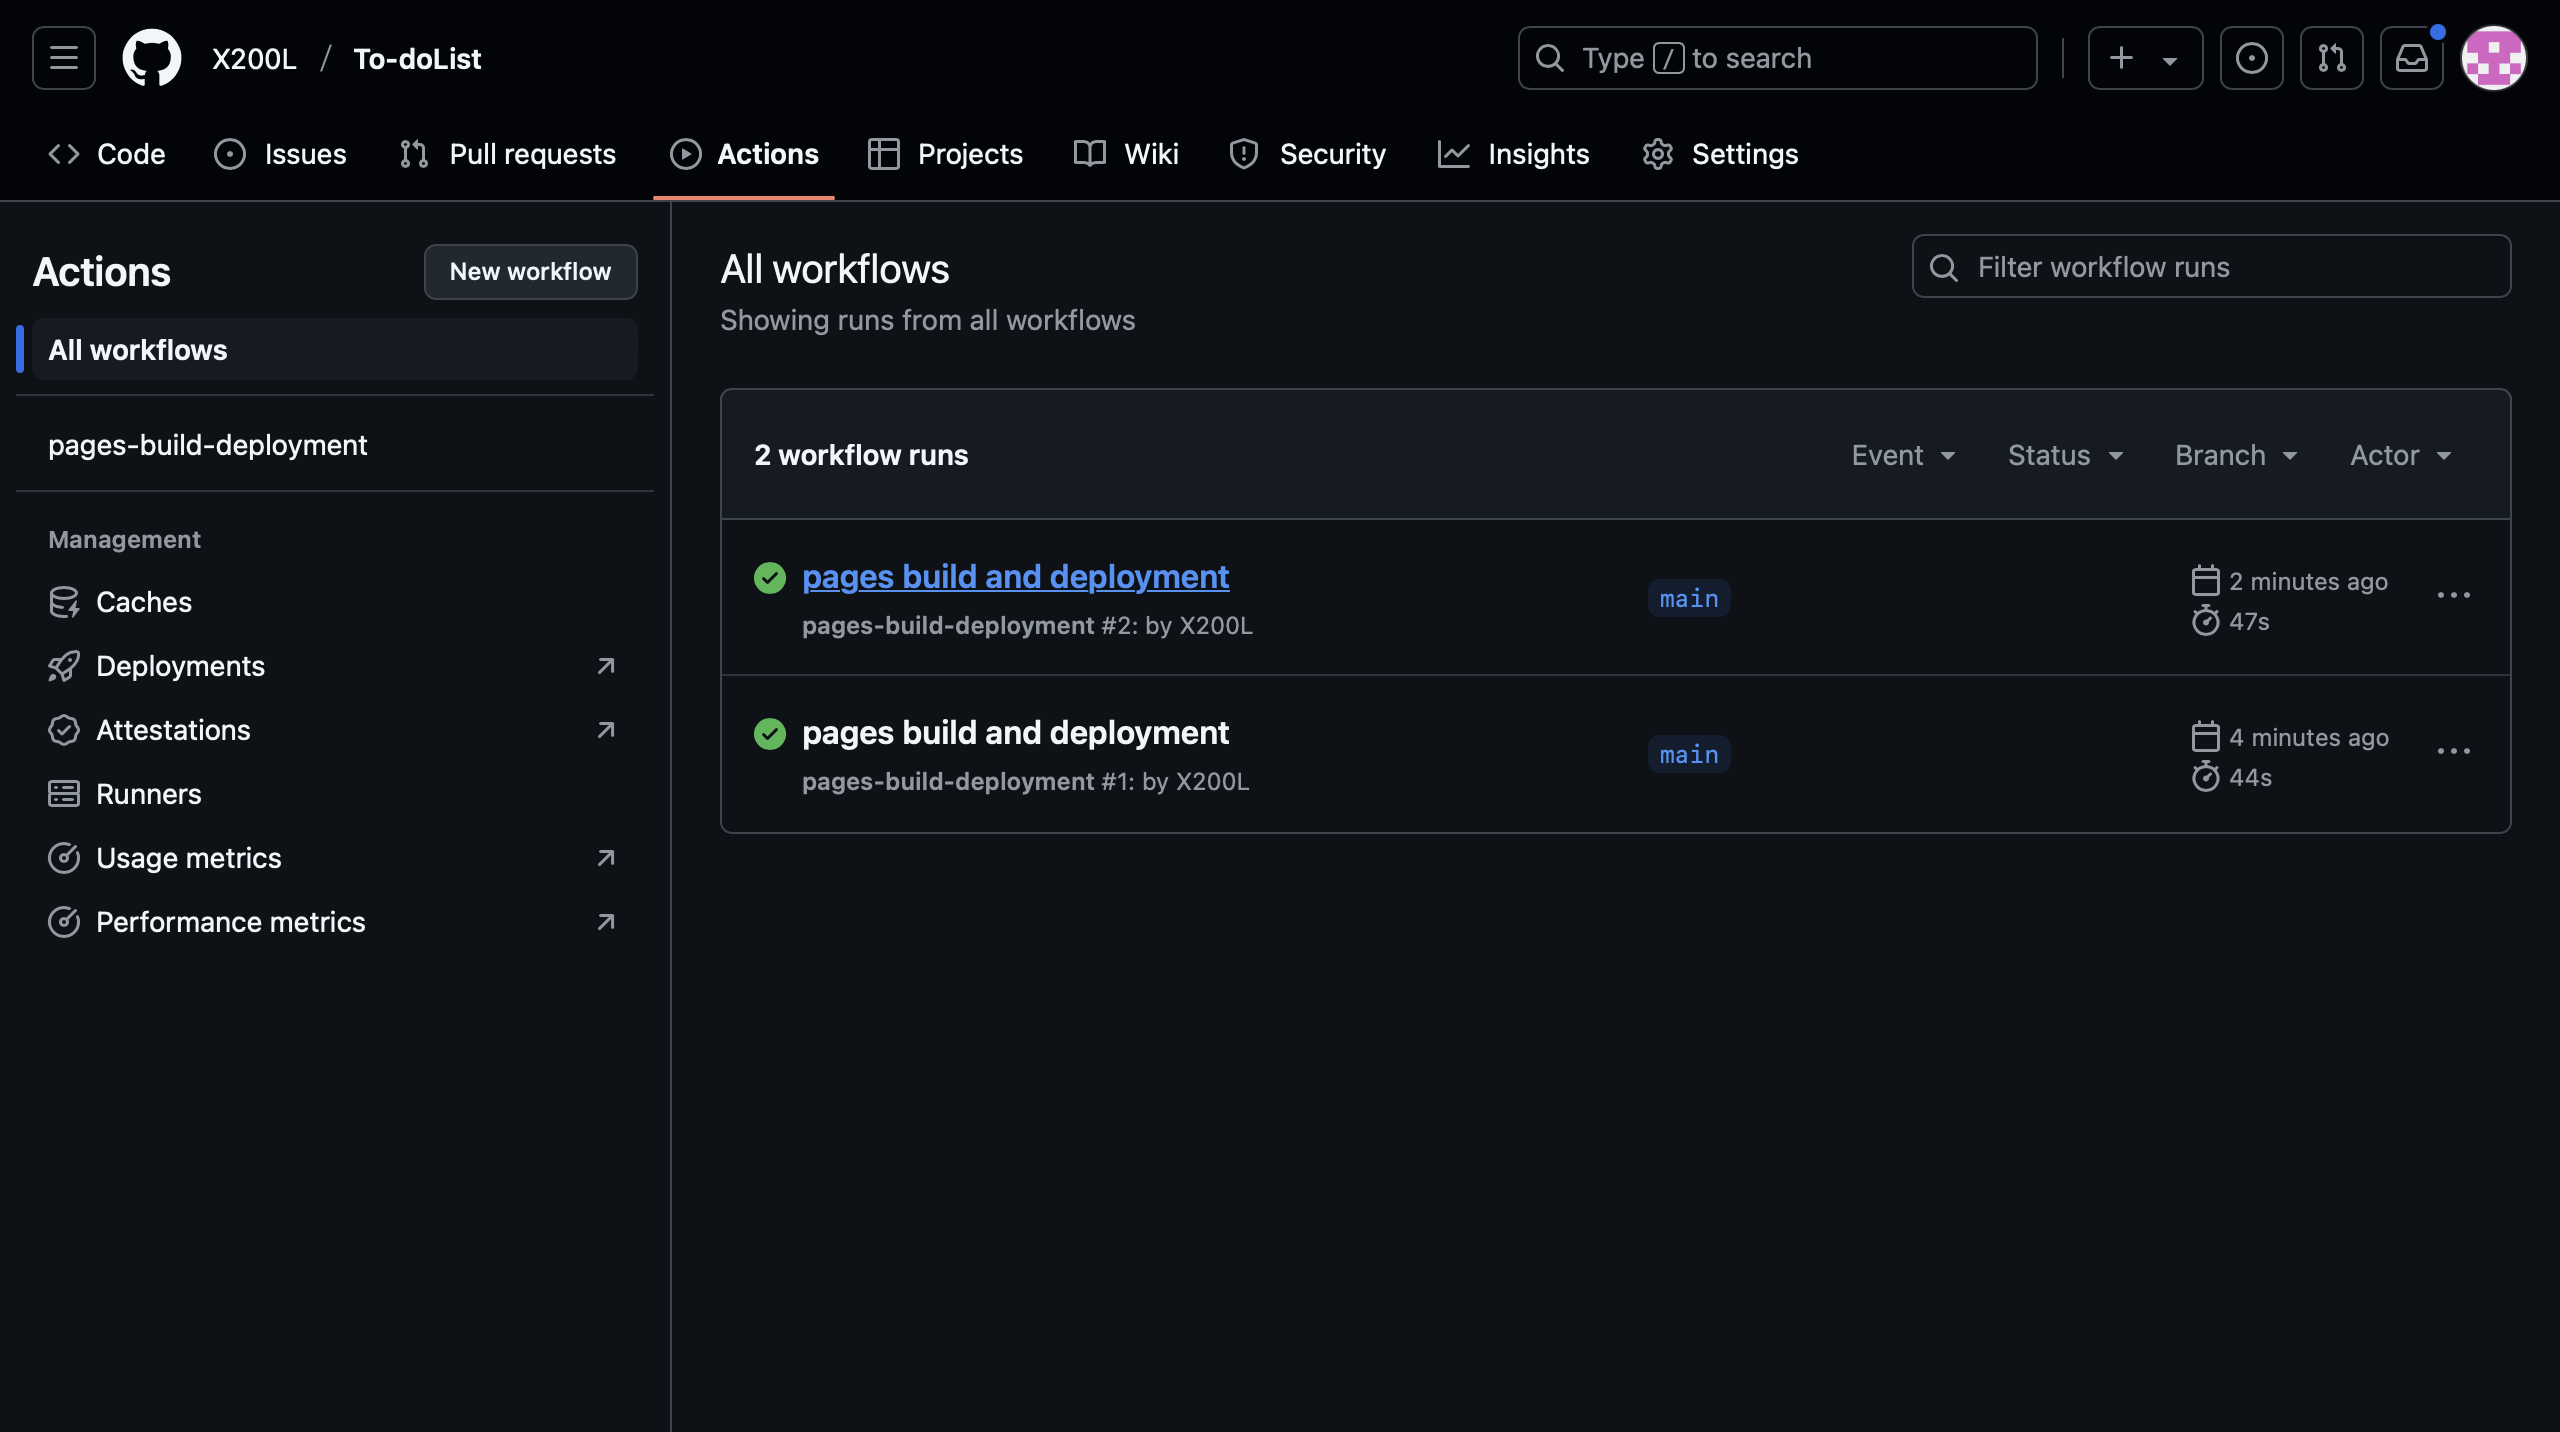 X200L / To-doList
Type / to search
Code
Issues
Pull requests
Actions
Projects
Wiki
Security
Insights
Settings
Actions
New workflow
All workflows
pages-build-deployment
Management
Caches
Deployments
Attestations
Runners
Usage metrics
Performance metrics
All workflows
Showing runs from all workflows
Filter workflow runs
2 workflow runs
Event
Status
Branch
Actor
pages build and deployment
pages-build-deployment #2: by X200L
main
2 minutes ago
47s
pages build and deployment
pages-build-deployment #1: by X200L
main
4 minutes ago
44s